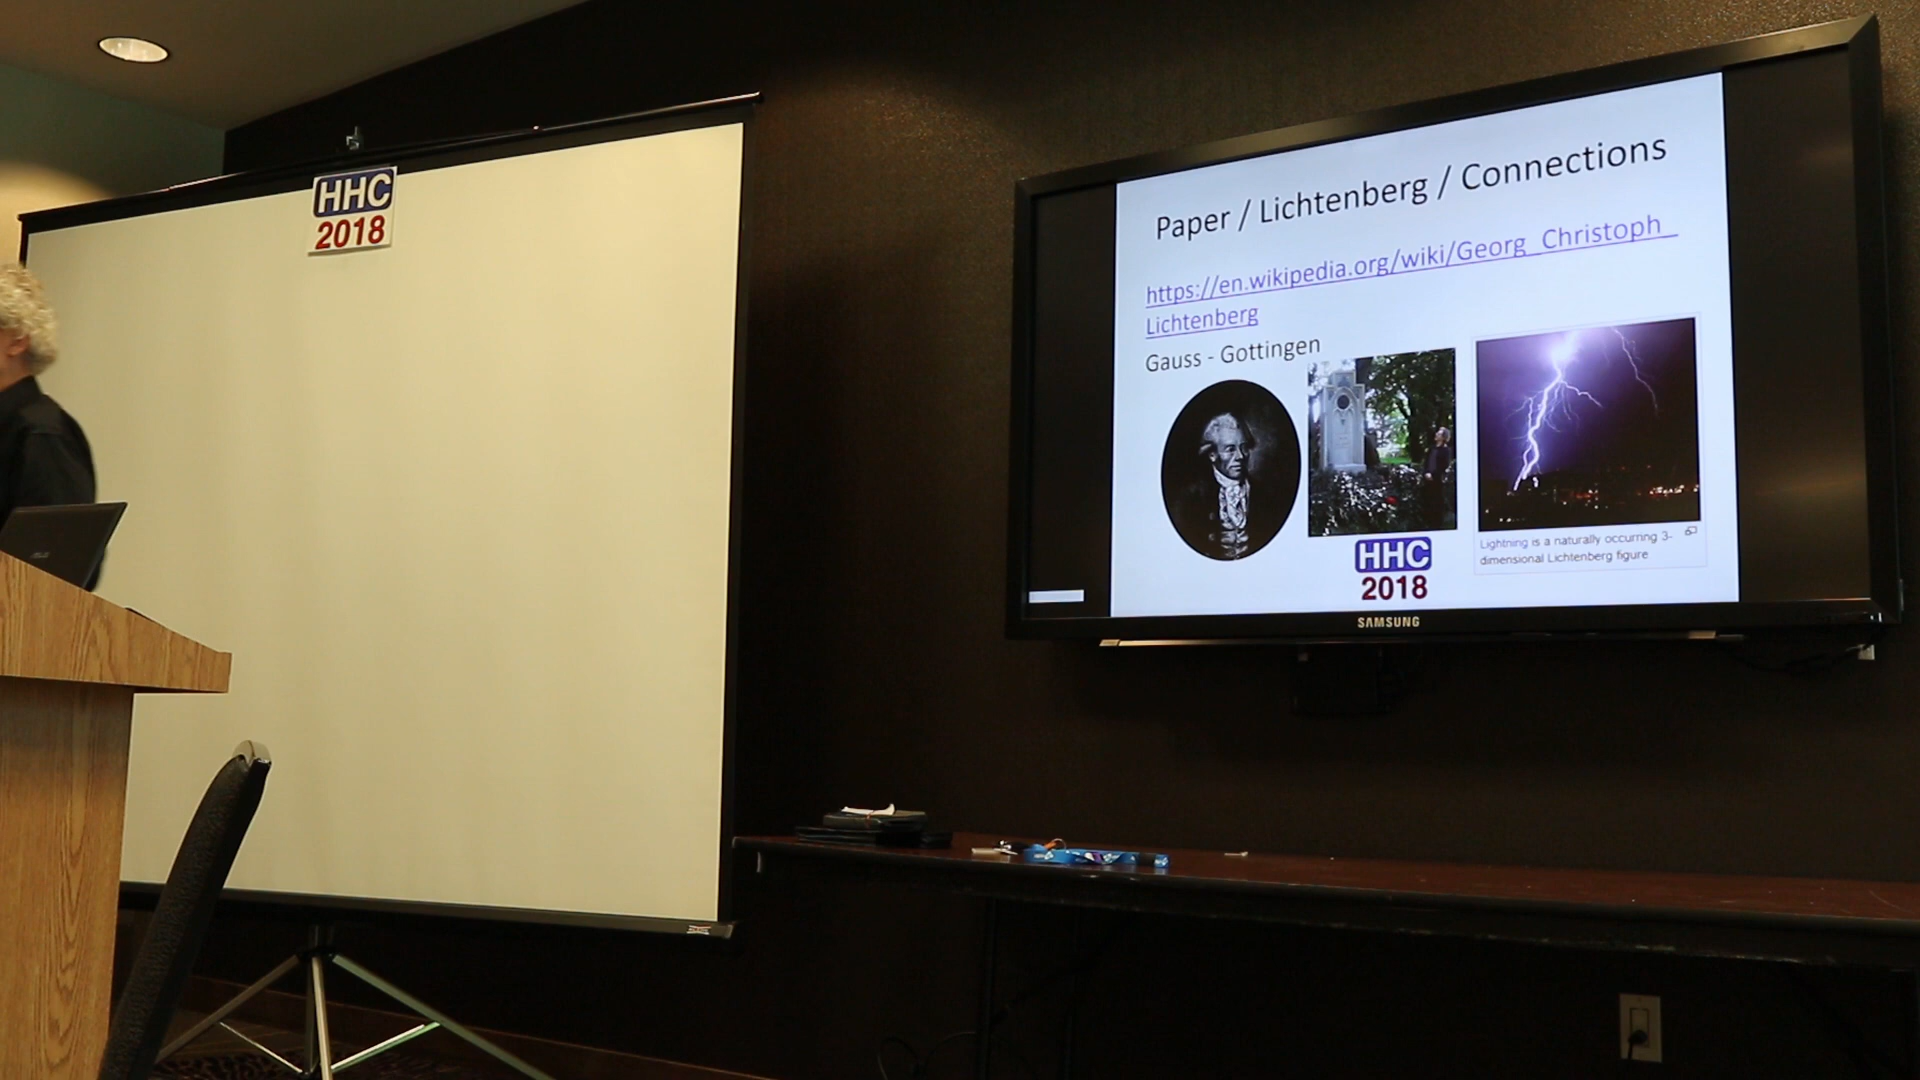 HHC
2018
Paper / Lichtenberg / Connections
https://en.wikipedia.org/wiki/Georg_Christoph_
Lichtenberg
Gauss - Gottingen
Lightning is a naturally occurring 3-
dimensional Lichtenberg figure
HHC
2018
SAMSUNG